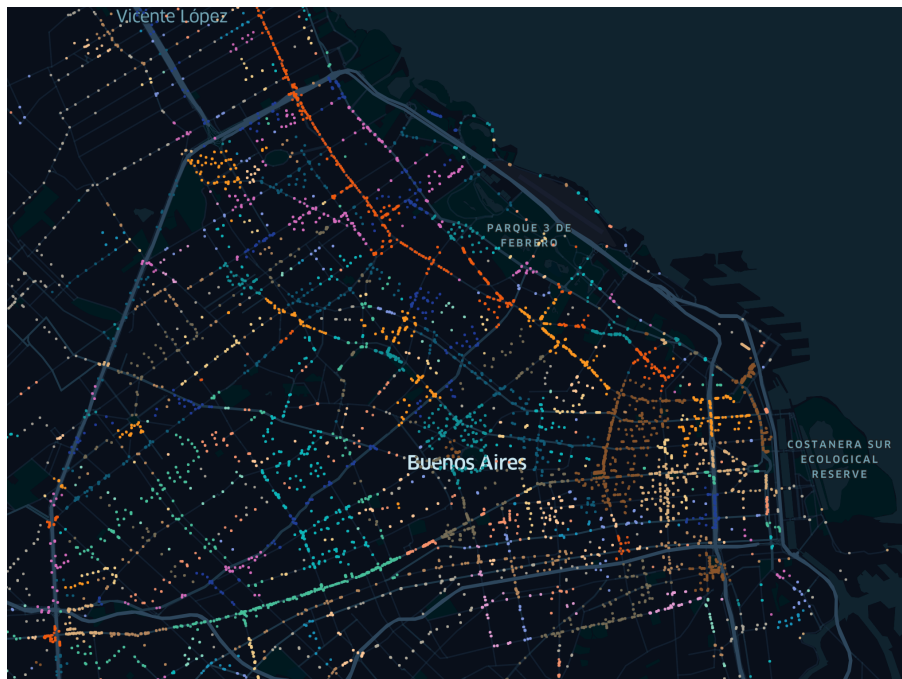 Vicente López
PARQUE 3 DE
FEBRERO
Buenos Aires
COSTANERA SUR
ECOLOGICAL
RESERVE